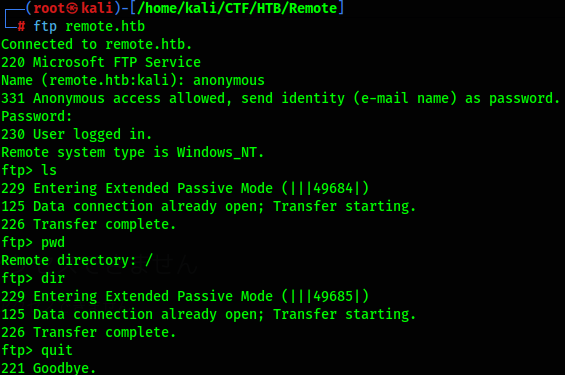 ┌──(root㉿kali)-[/home/kali/CTF/HTB/Remote]
└─# ftp remote.htb
Connected to remote.htb.
220 Microsoft FTP Service
Name (remote.htb:kali): anonymous
331 Anonymous access allowed, send identity (e-mail name) as password.
Password:
230 User logged in.
Remote system type is Windows_NT.
ftp> ls
229 Entering Extended Passive Mode (|||49684|)
125 Data connection already open; Transfer starting.
226 Transfer complete.
ftp> pwd
Remote directory: /
ftp> dir
229 Entering Extended Passive Mode (|||49685|)
125 Data connection already open; Transfer starting.
226 Transfer complete.
ftp> quit
221 Goodbye.